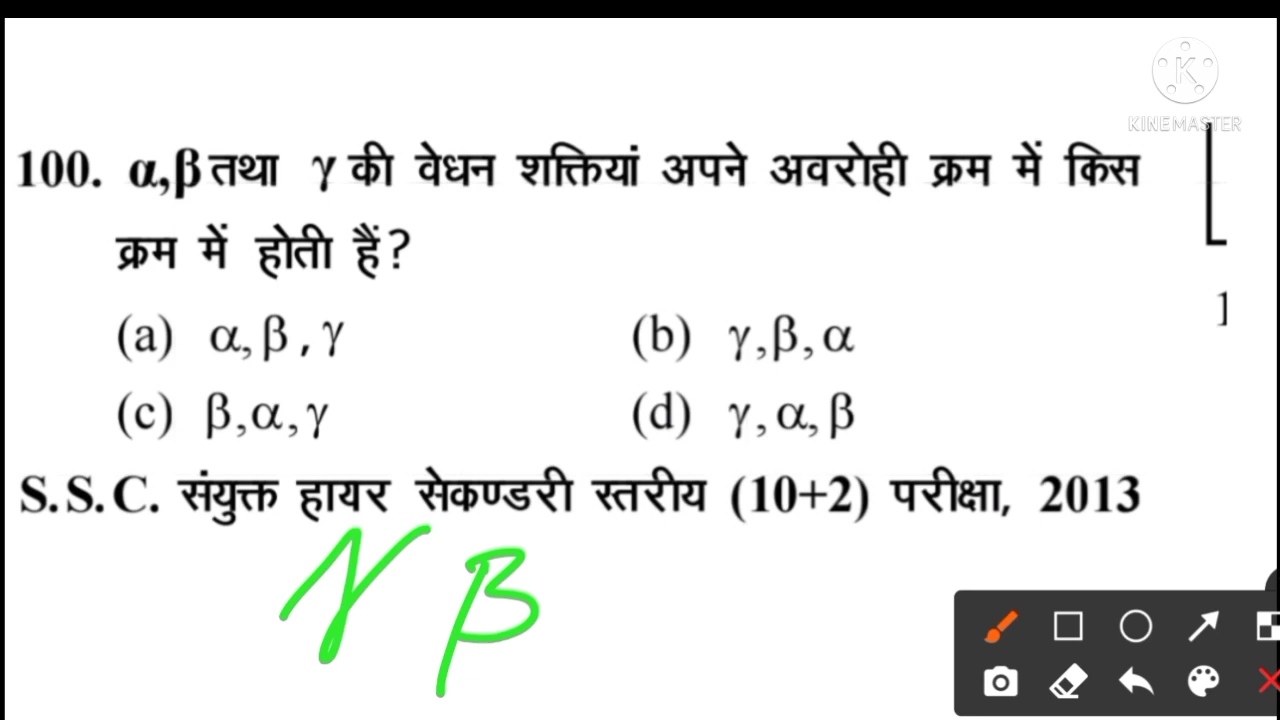 KINEMASTER
100. α,β तथा γ की वेधन शक्तियां अपने अवरोही क्रम में किस
क्रम में होती हैं?
(a) α,β,γ (b) γ,β,α
(c) β,α,γ (d) γ,α,β
S.S.C. संयुक्त हायर सेकण्डरी स्तरीय (10+2) परीक्षा, 2013
γ β